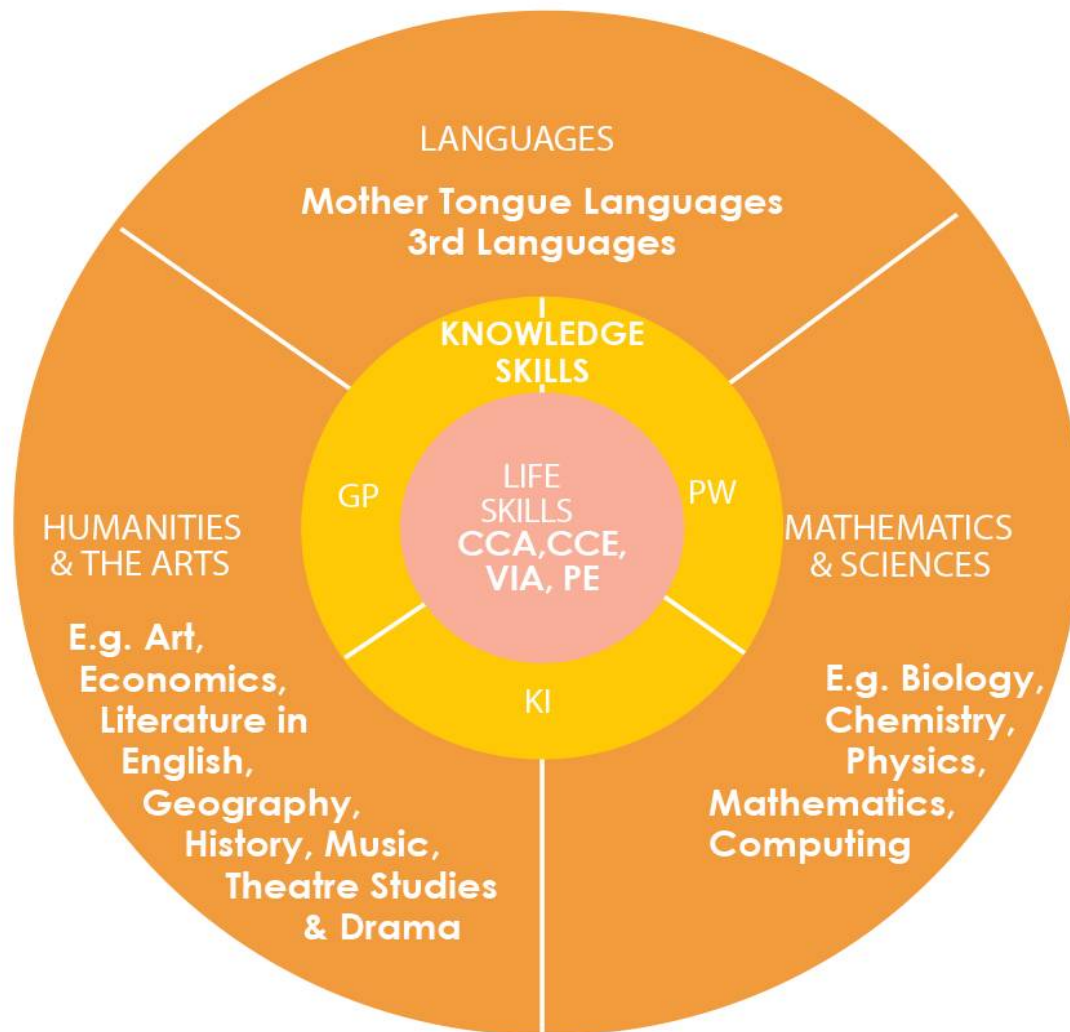 LANGUAGES
Mother Tongue Languages
3rd Languages
KNOWLEDGE
SKILLS
GP
LIFE
SKILLS
CCA,CCE,
VIA, PE
PW
KI
HUMANITIES
& THE ARTS
E.g. Art,
Economics,
Literature in
English,
Geography,
History, Music,
Theatre Studies
& Drama
MATHEMATICS
& SCIENCES
E.g. Biology,
Chemistry,
Physics,
Mathematics,
Computing